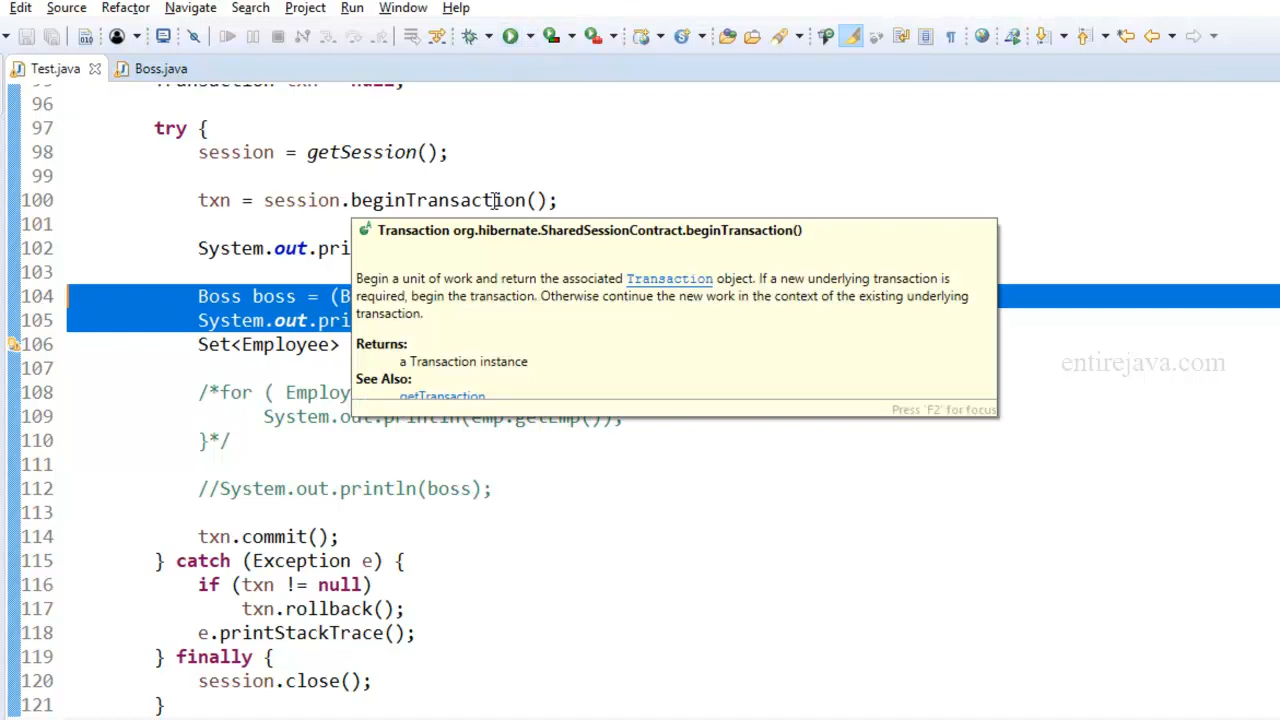 Edit Source Refactor Navigate Search Project Run Window Help
Test.java Boss.java
96
97 try {
98 session = getSession();
99
100 txn = session.beginTransaction();
101
102 System.out.pri
103
104 Boss boss = (B
105 System.out.pri
106 Set<Employee>
107
108 /*for ( Employ
109 System.out.println(emp.getEmp());
110 }*/
111
112 //System.out.println(boss);
113
114 txn.commit();
115 } catch (Exception e) {
116 if (txn != null)
117 txn.rollback();
118 e.printStackTrace();
119 } finally {
120 session.close();
121 }
Transaction org.hibernate.SharedSessionContract.beginTransaction()
Begin a unit of work and return the associated Transaction object. If a new underlying transaction is
required, begin the transaction. Otherwise continue the new work in the context of the existing underlying
transaction.
Returns:
a Transaction instance
See Also:
getTransaction
Press 'F2' for focus
entirejava.com